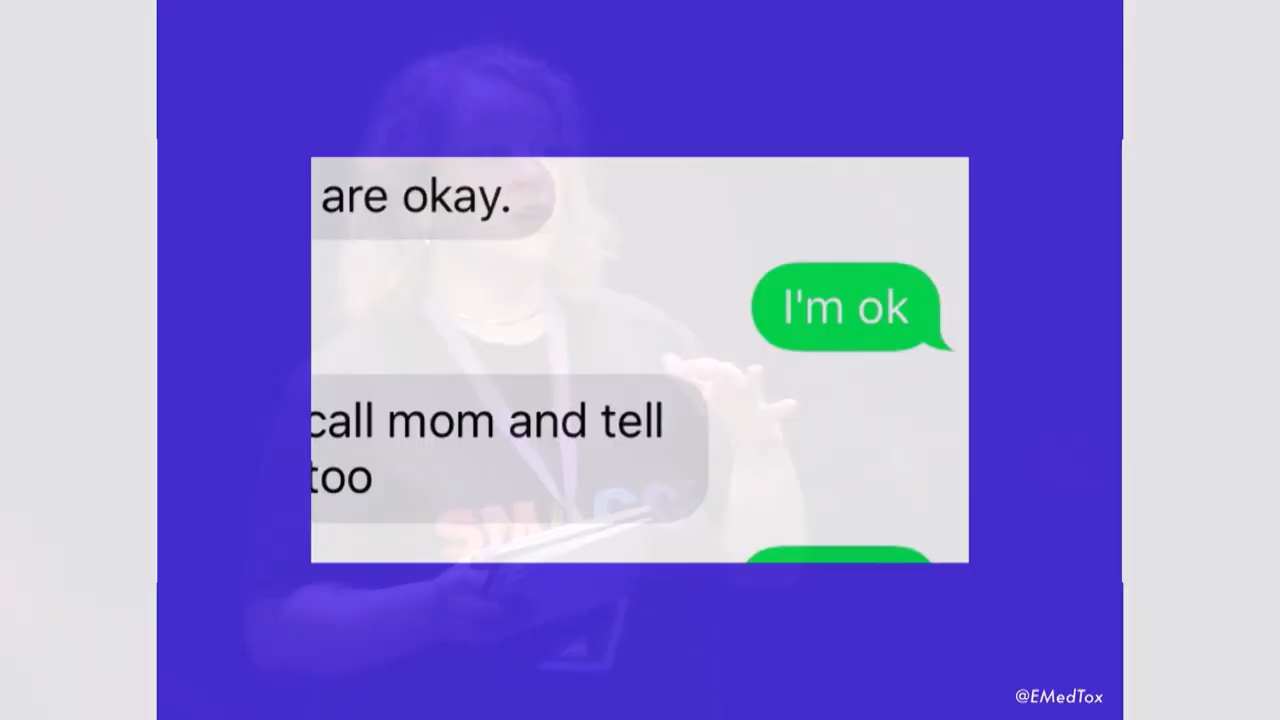 are okay.
I'm ok
call mom and tell
too
@EMedTox